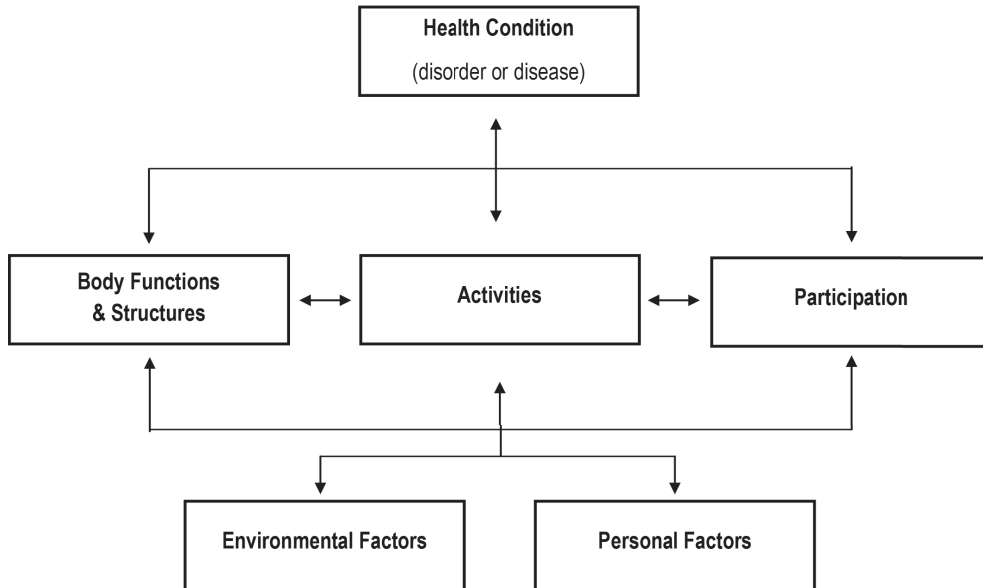 Health Condition
(disorder or disease)
Body Functions
& Structures
Activities
Participation
Environmental Factors
Personal Factors